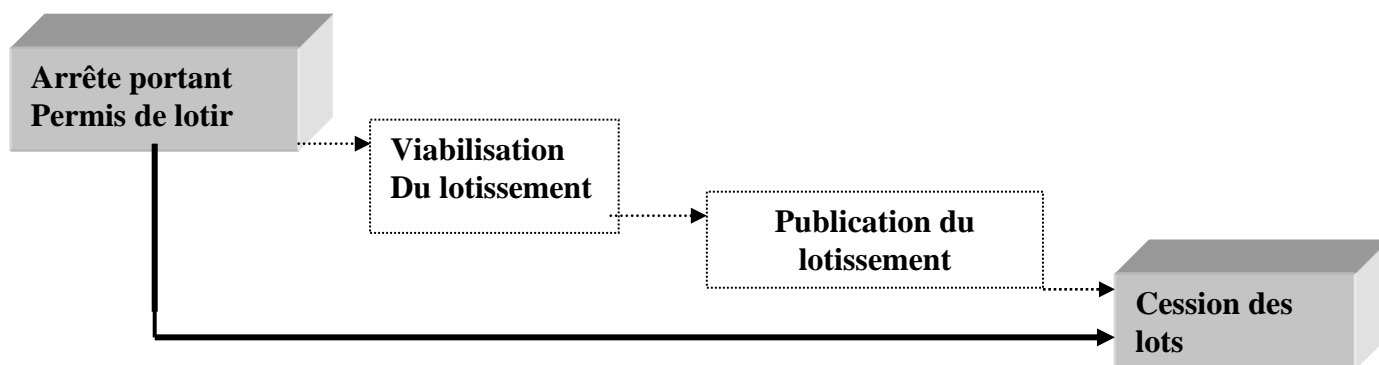 Arrête portant
Permis de lotir
Viabilisation
Du lotissement
Publication du
lotissement
Cession des
lots